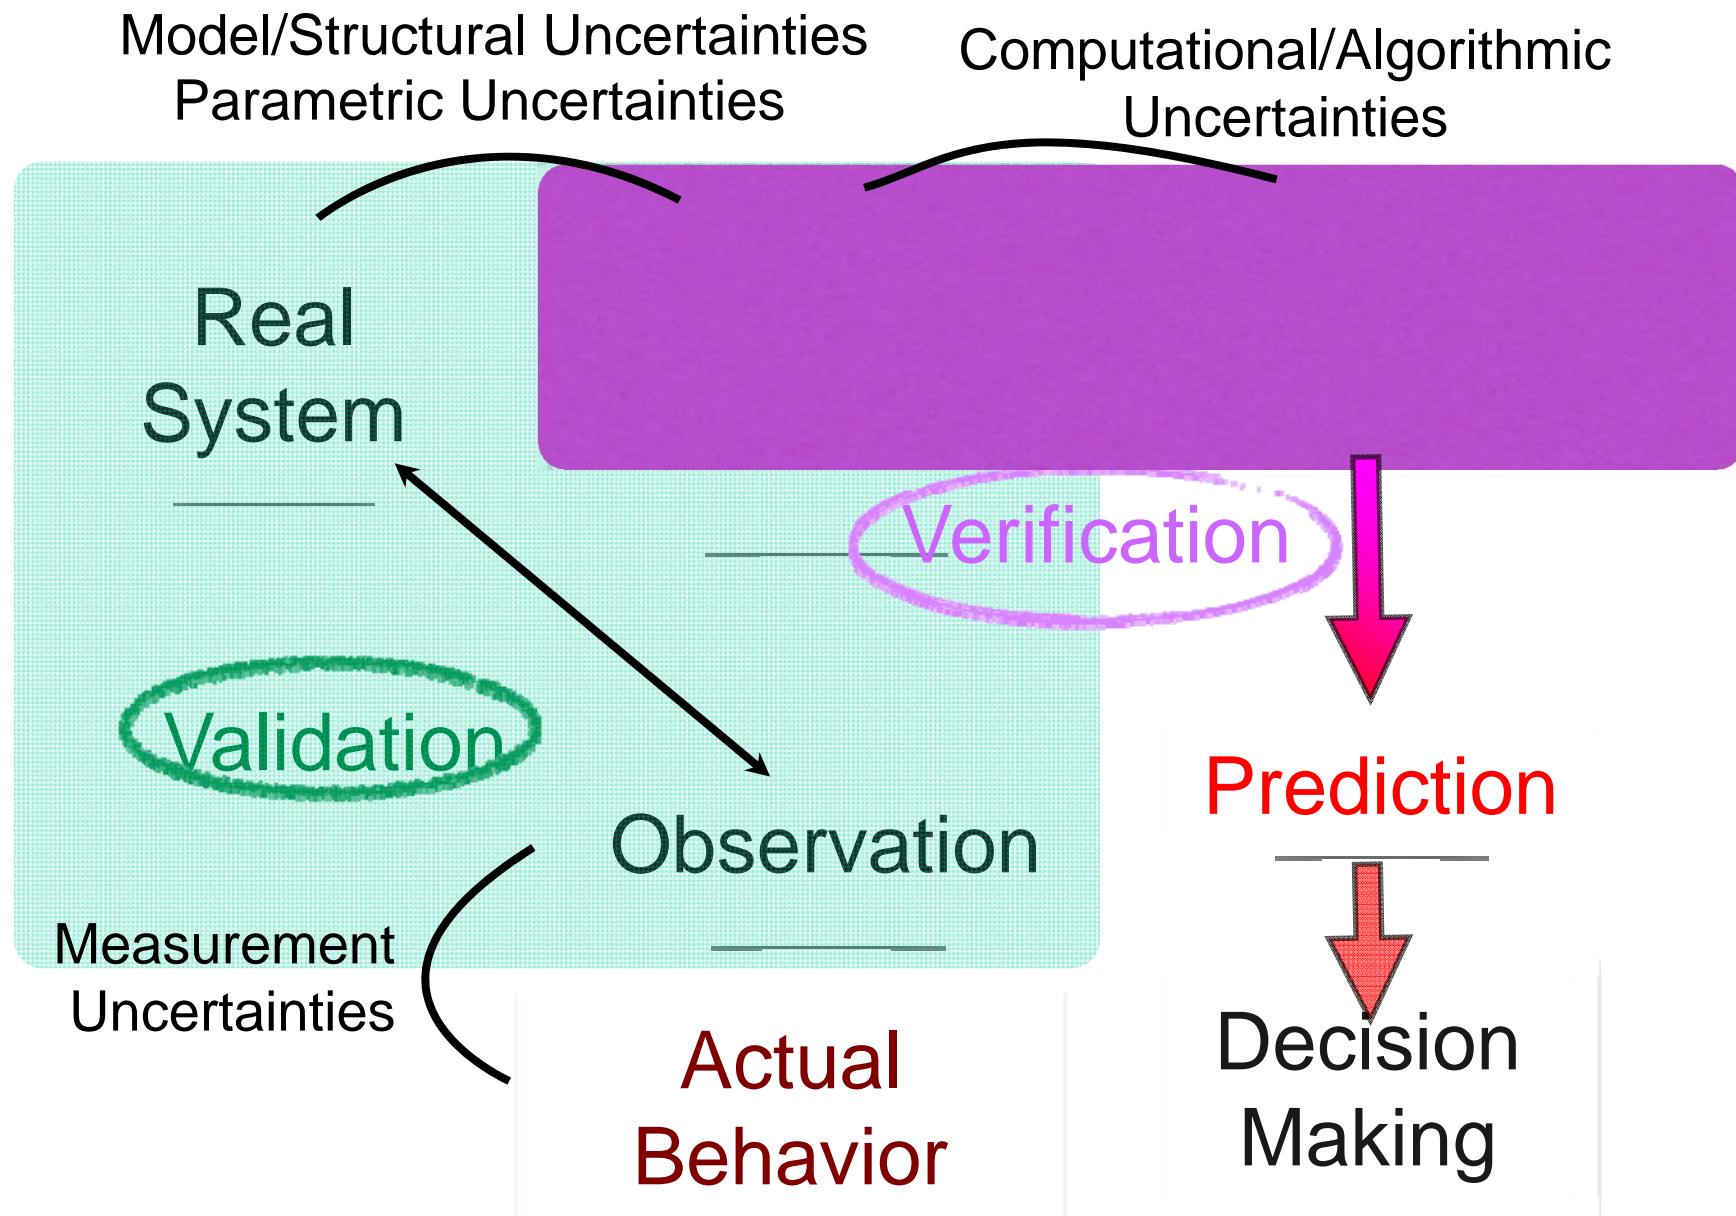 Model/Structural Uncertainties
Parametric Uncertainties
Computational/Algorithmic
Uncertainties
Real
System
Verification
Validation
Prediction
Observation
Measurement
Uncertainties
Actual
Behavior
Decision
Making